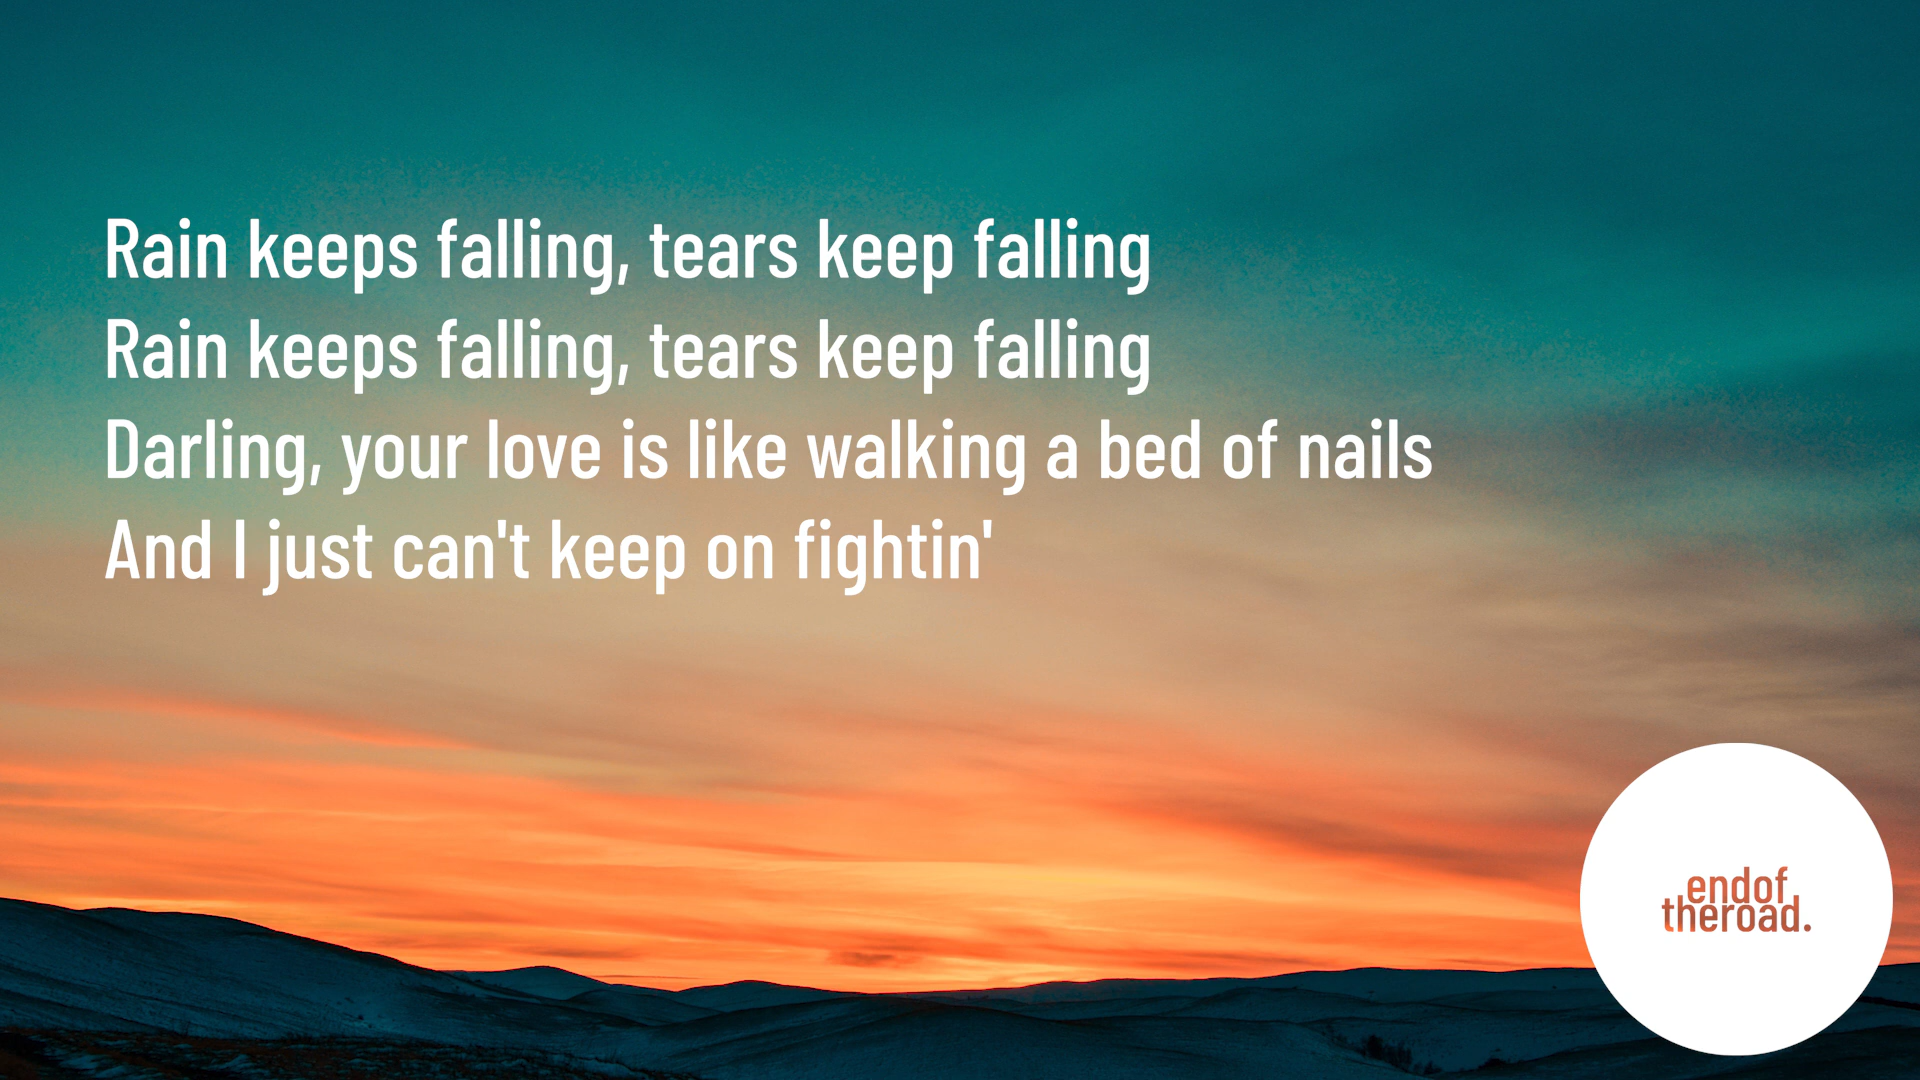 Rain keeps falling, tears keep falling
Rain keeps falling, tears keep falling
Darling, your love is like walking a bed of nails
And I just can't keep on fightin'
endof
theroad.